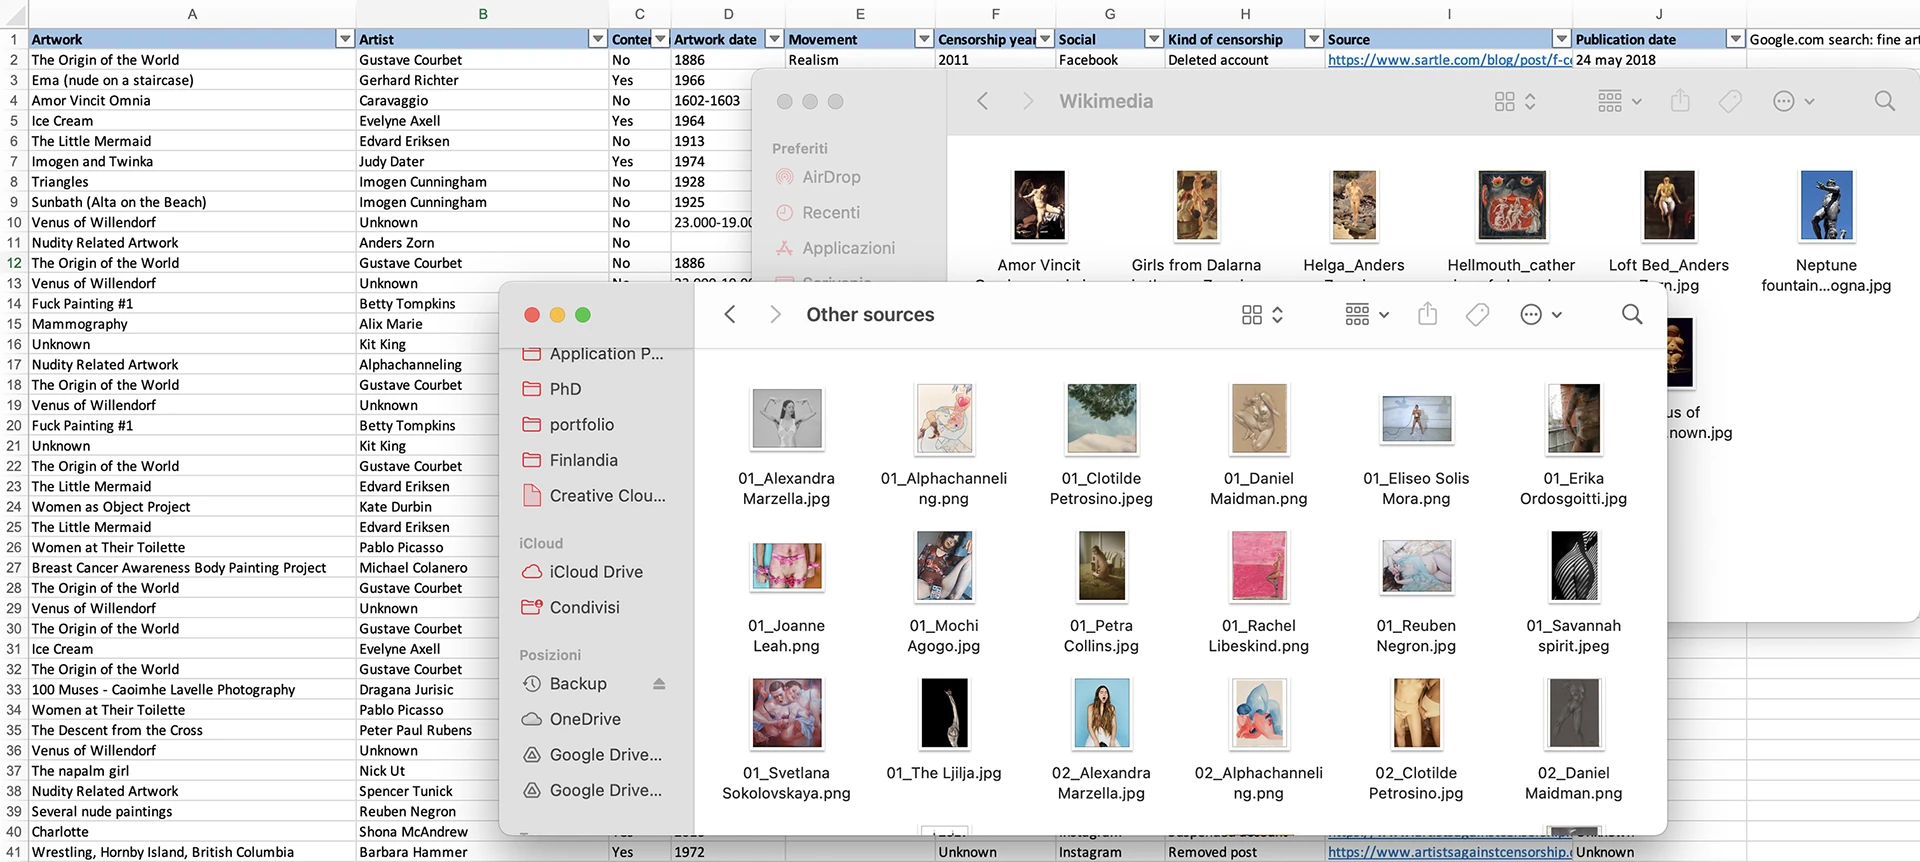 A B C D E F G H I J
1 Artwork Artist Conten Artwork date Movement Censorship year Social Kind of censorship Source Publication date Google.com search: fine art
2 The Origin of the World Gustave Courbet No 1886 Realism 2011 Facebook Deleted account https://www.sartle.com/blog/post/f-ce 24 may 2018
3 Ema (nude on a staircase) Gerhard Richter Yes 1966
4 Amor Vincit Omnia Caravaggio No 1602-1603
5 Ice Cream Evelyne Axell Yes 1964
6 The Little Mermaid Edvard Eriksen No 1913
7 Imogen and Twinka Judy Dater Yes 1974
8 Triangles Imogen Cunningham No 1928
9 Sunbath (Alta on the Beach) Imogen Cunningham No 1925
10 Venus of Willendorf Unknown No 23.000-19.00
11 Nudity Related Artwork Anders Zorn No
12 The Origin of the World Gustave Courbet No 1886
13 Venus of Willendorf Unknown
14 Fuck Painting #1 Betty Tompkins
15 Mammography Alix Marie
16 Unknown Kit King
17 Nudity Related Artwork Alphachanneling
18 The Origin of the World Gustave Courbet
19 Venus of Willendorf Unknown
20 Fuck Painting #1 Betty Tompkins
21 Unknown Kit King
22 The Origin of the World Gustave Courbet
23 The Little Mermaid Edvard Eriksen
24 Women as Object Project Kate Durbin
25 The Little Mermaid Edvard Eriksen
26 Women at Their Toilette Pablo Picasso
27 Breast Cancer Awareness Body Painting Project Michael Colanero
28 The Origin of the World Gustave Courbet
29 Venus of Willendorf Unknown
30 The Origin of the World Gustave Courbet
31 Ice Cream Evelyne Axell
32 The Origin of the World Gustave Courbet
33 100 Muses - Caoimhe Lavelle Photography Dragana Jurisic
34 Women at Their Toilette Pablo Picasso
35 The Descent from the Cross Peter Paul Rubens
36 Venus of Willendorf Unknown
37 The napalm girl Nick Ut
38 Nudity Related Artwork Spencer Tunick
39 Several nude paintings Reuben Negron
40 Charlotte Shona McAndrew
41 Wrestling, Hornby Island, British Columbia Barbara Hammer Yes 1972 Unknown Instagram Removed post https://www.artistsagainstcensorship. Unknown
Wikimedia
Preferiti
AirDrop
Recenti
Applicazioni
Amor Vincit
Girls from Dalarna
Helga_Anders
Hellmouth_cather
Loft Bed_Anders
rn.jpg
Neptune
fountain...ogna.jpg
us of
nown.jpg
Other sources
Application P...
PhD
portfolio
Finlandia
Creative Clou...
iCloud
iCloud Drive
Condivisi
Posizioni
Backup
OneDrive
Google Drive...
Google Drive...
01_Alexandra
Marzella.jpg
01_Alphachanneli
ng.png
01_Clotilde
Petrosino.jpeg
01_Daniel
Maidman.png
01_Eliseo Solis
Mora.png
01_Erika
Ordosgoitti.jpg
01_Joanne
Leah.png
01_Mochi
Agogo.jpg
01_Petra
Collins.jpg
01_Rachel
Libeskind.png
01_Reuben
Negron.jpg
01_Savannah
spirit.jpeg
01_Svetlana
Sokolovskaya.png
01_The Ljilja.jpg
02_Alexandra
Marzella.jpg
02_Alphachanneli
ng.png
02_Clotilde
Petrosino.jpg
02_Daniel
Maidman.png